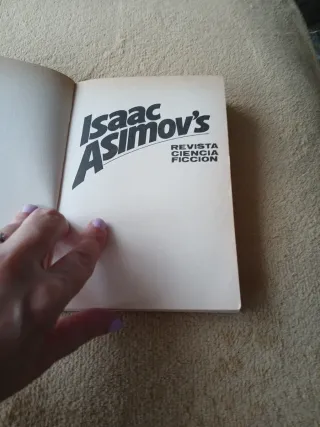 Isaac
Asimov's
REVISTA
CIENCIA
FICCION